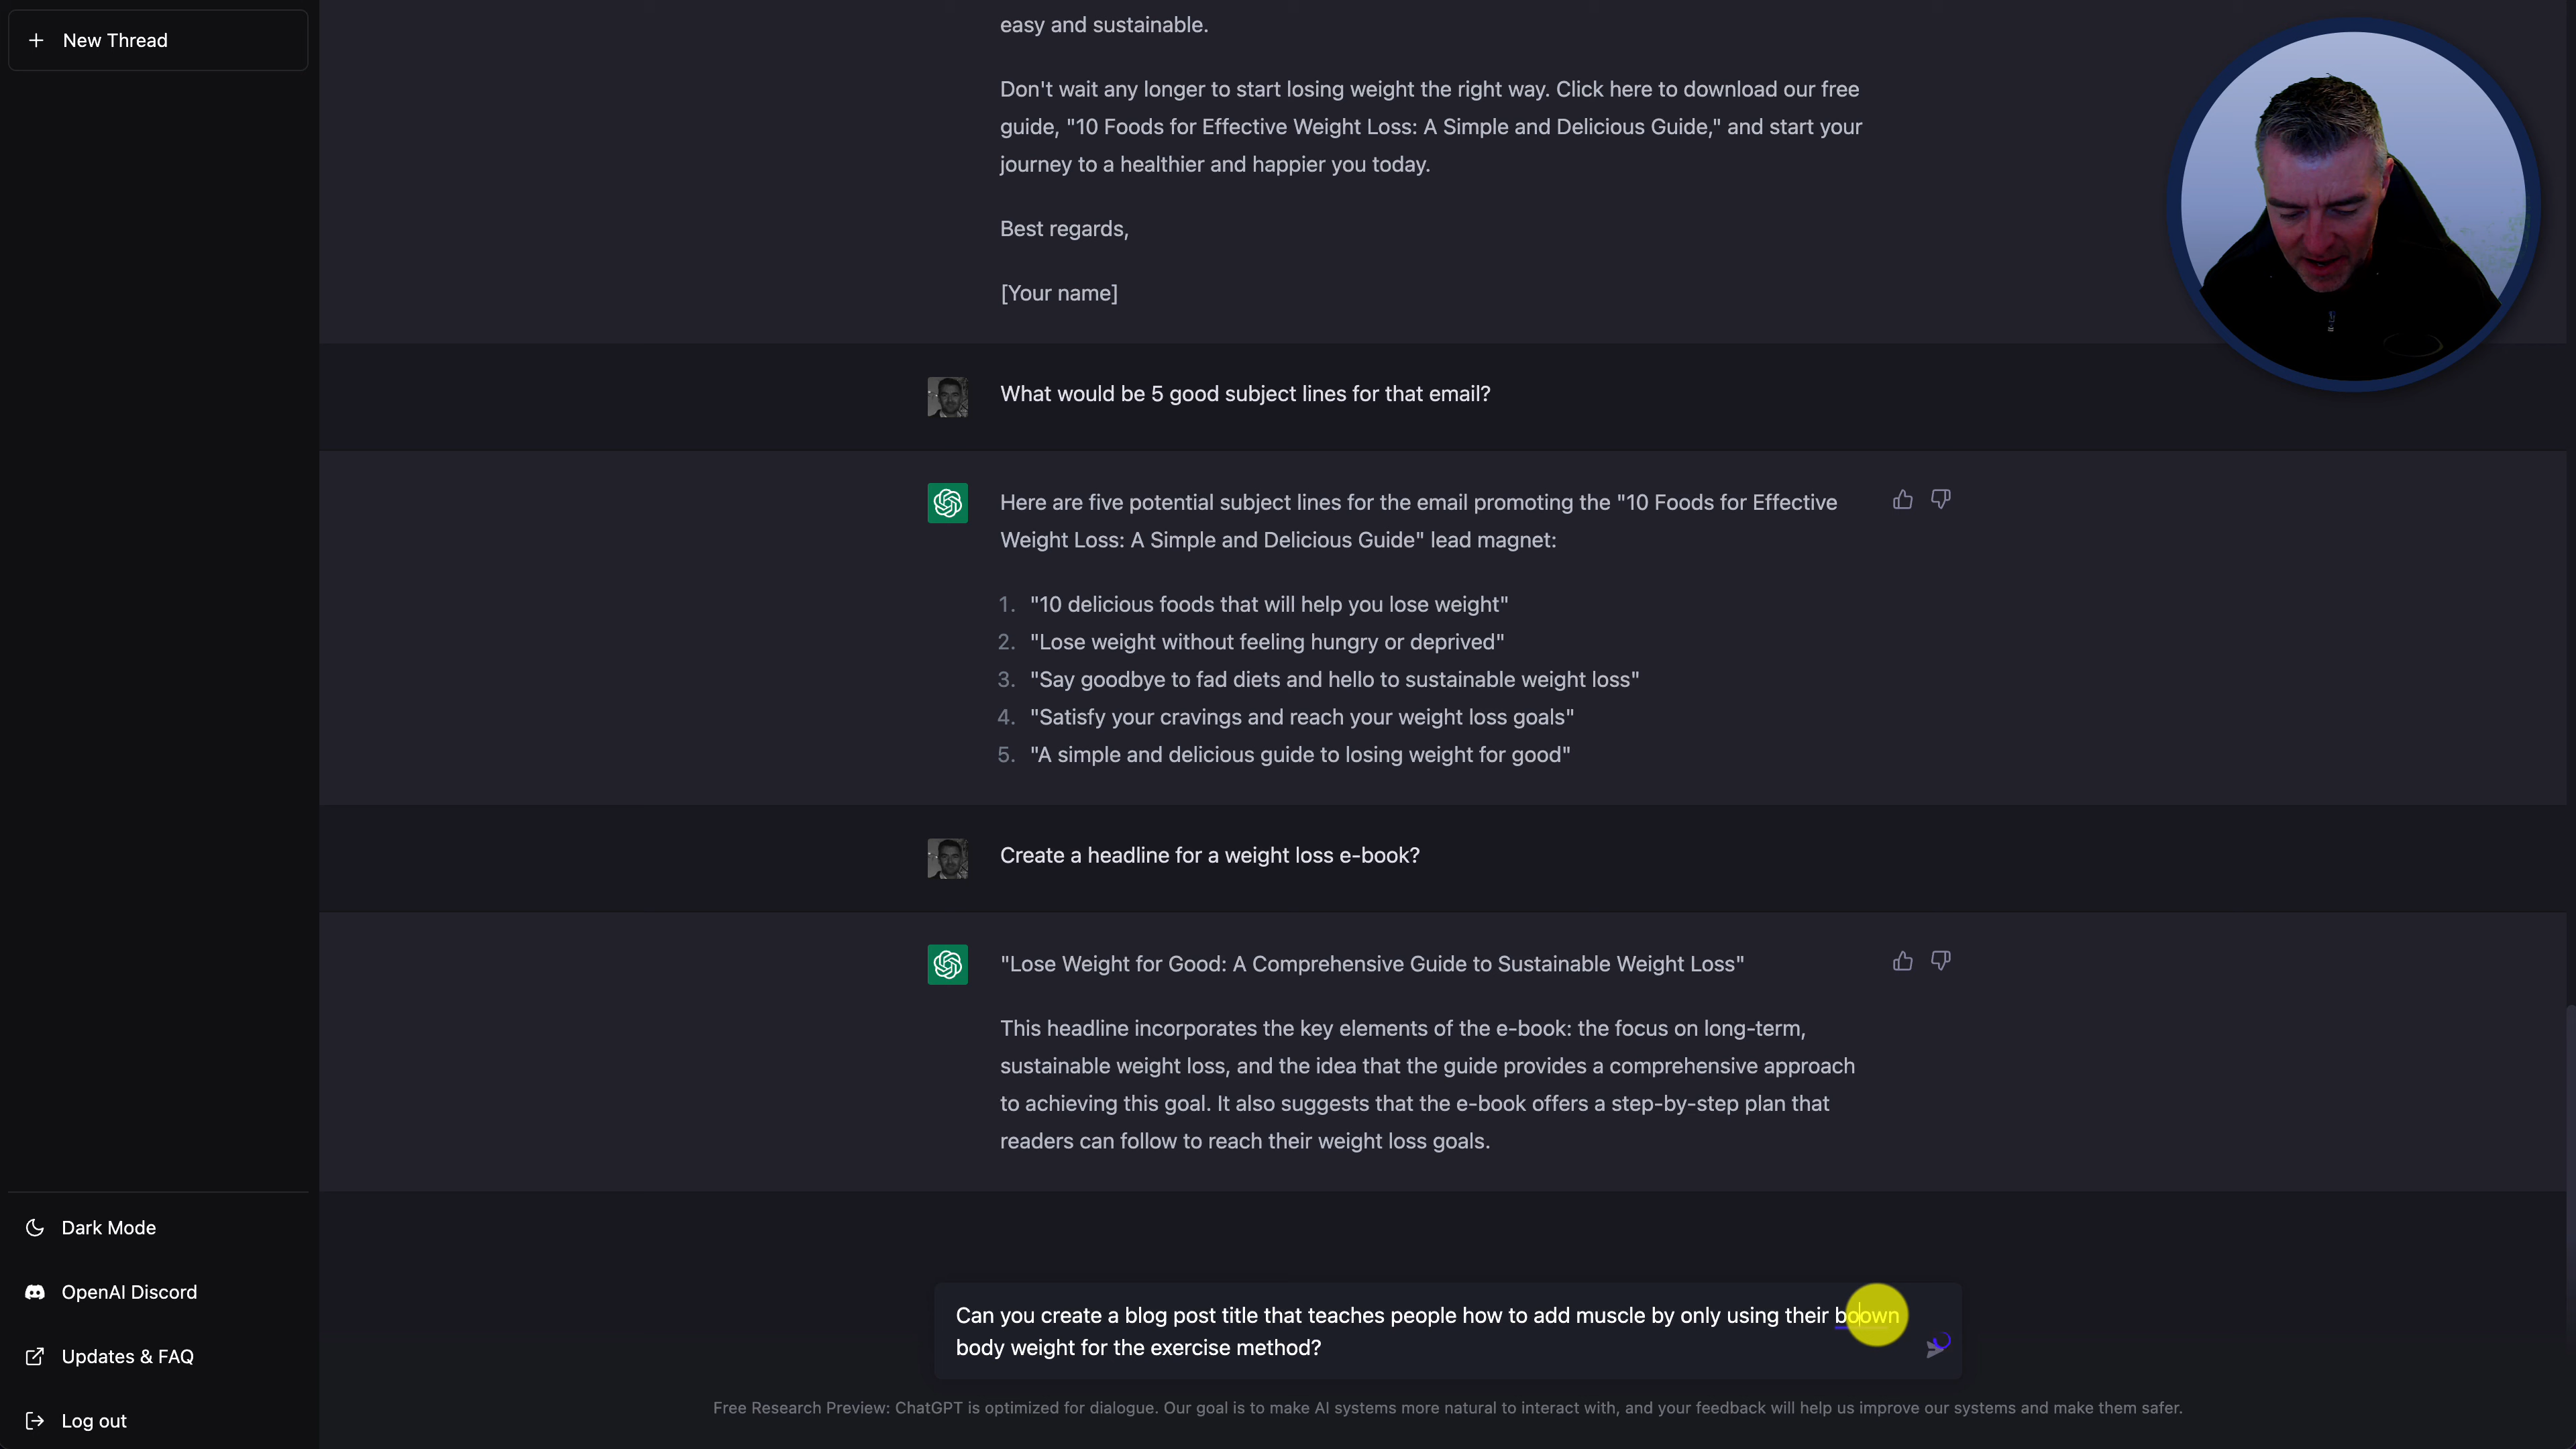 New Thread
easy and sustainable.
Don't wait any longer to start losing weight the right way. Click here to download our free
guide, "10 Foods for Effective Weight Loss: A Simple and Delicious Guide," and start your
journey to a healthier and happier you today.
Best regards,
[Your name]
What would be 5 good subject lines for that email?
Here are five potential subject lines for the email promoting the "10 Foods for Effective
Weight Loss: A Simple and Delicious Guide" lead magnet:
1. "10 delicious foods that will help you lose weight"
2. "Lose weight without feeling hungry or deprived"
3. "Say goodbye to fad diets and hello to sustainable weight loss"
4. "Satisfy your cravings and reach your weight loss goals"
5. "A simple and delicious guide to losing weight for good"
Create a headline for a weight loss e-book?
"Lose Weight for Good: A Comprehensive Guide to Sustainable Weight Loss"
This headline incorporates the key elements of the e-book: the focus on long-term,
sustainable weight loss, and the idea that the guide provides a comprehensive approach
to achieving this goal. It also suggests that the e-book offers a step-by-step plan that
readers can follow to reach their weight loss goals.
Dark Mode
OpenAI Discord
Updates & FAQ
Log out
Can you create a blog post title that teaches people how to add muscle by only using their boown
body weight for the exercise method?
Free Research Preview: ChatGPT is optimized for dialogue. Our goal is to make AI systems more natural to interact with, and your feedback will help us improve our systems and make them safer.